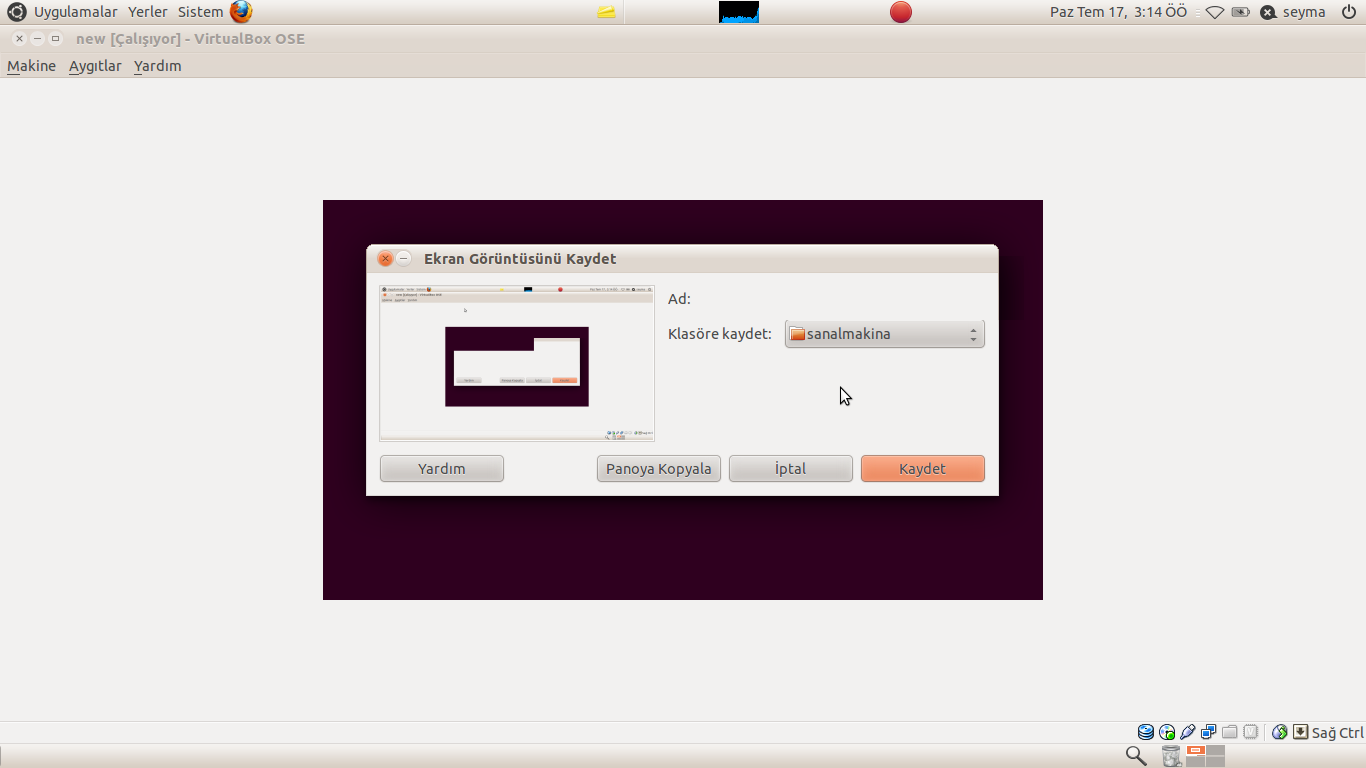 Uygulamalar Yerler Sistem Paz Tem 17, 3:14 ÖÖ seyma
new [Çalışıyor] - VirtualBox OSE
Makine Aygıtlar Yardım
Ekran Görüntüsünü Kaydet
Ad:
Klasöre kaydet: sanalmakina
Yardım Panoya Kopyala İptal Kaydet
Sağ Ctrl